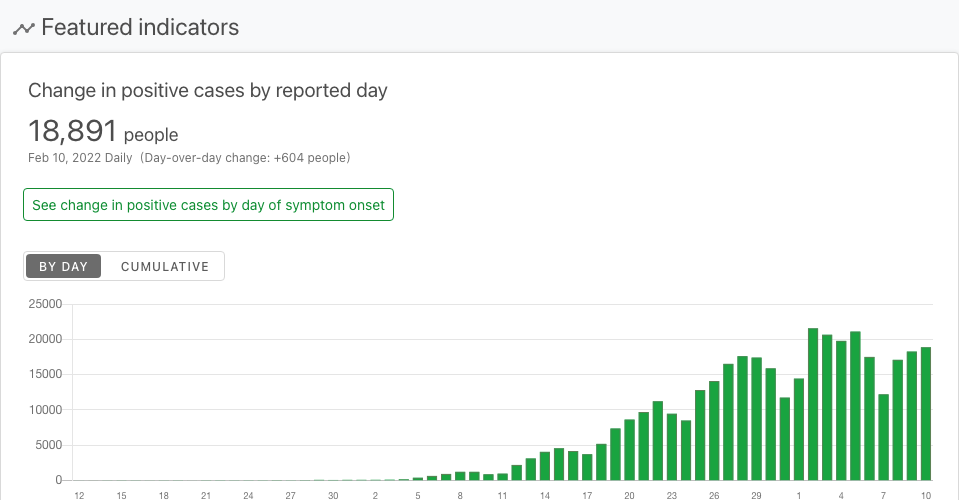 Featured indicators
Change in positive cases by reported day
18,891 people
Feb 10, 2022 Daily (Day-over-day change: +604 people)
See change in positive cases by day of symptom onset
BY DAY CUMULATIVE
25000
20000
15000
10000
5000
0
12 15 18 21 24 27 30 2 5 8 11 14 17 20 23 26 29 1 4 7 10